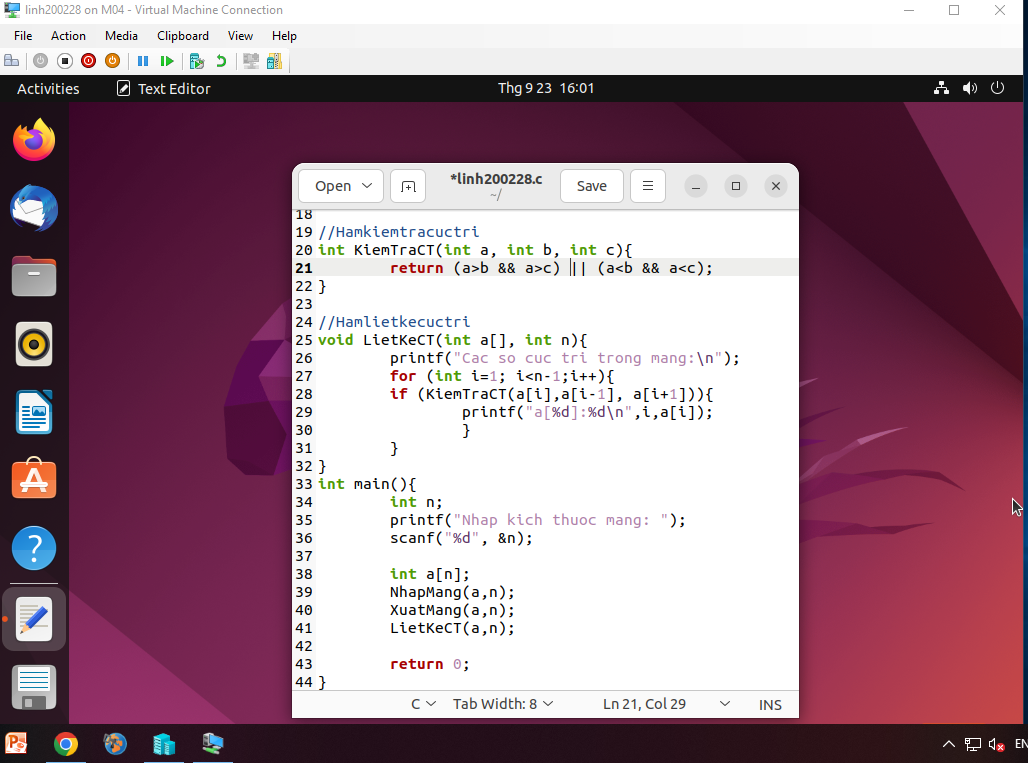 linh200228 on M04 - Virtual Machine Connection
File Action Media Clipboard View Help
Activities Text Editor Thg 9 23 16:01
Open *linh200228.c Save
~/
18
19 //Hamkiemtracuctri
20 int KiemTraCT(int a, int b, int c){
21 return (a>b && a>c) || (a<b && a<c);
22 }
23
24 //Hamlietkecuctri
25 void LietKeCT(int a[], int n){
26 printf("Cac so cuc tri trong mang:\n");
27 for (int i=1; i<n-1;i++){
28 if (KiemTraCT(a[i],a[i-1], a[i+1])){
29 printf("a[%d]:%d\n",i,a[i]);
30 }
31 }
32 }
33 int main(){
34 int n;
35 printf("Nhap kich thuoc mang: ");
36 scanf("%d", &n);
37
38 int a[n];
39 NhapMang(a,n);
40 XuatMang(a,n);
41 LietKeCT(a,n);
42
43 return 0;
44 }
C Tab Width: 8 Ln 21, Col 29 INS
EN